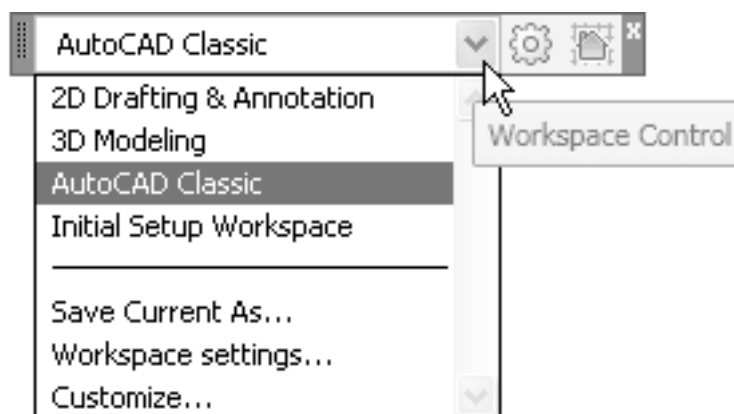 AutoCAD Classic
2D Drafting & Annotation
3D Modeling
AutoCAD Classic
Initial Setup Workspace
Save Current As...
Workspace settings...
Customize...
Workspace Control